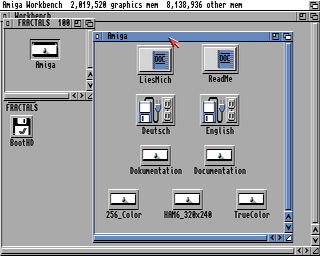 Amiga Workbench  2,019,520 graphics mem  8,138,936 other mem
Workbench
FRACTALS  100
Amiga
Amiga
DOC DOC
LiesMich ReadMe
FRACTALS
Deutsch English
BootHD
Dokumentation Documentation
256_Color HAM6_320x240 TrueColor